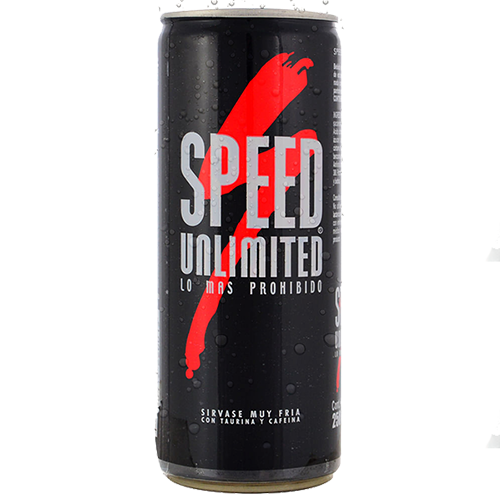 SPEED
UNLIMITED
LO MAS PROHIBIDO
SIRVASE MUY FRIA
CON TAURINA Y CAFEINA